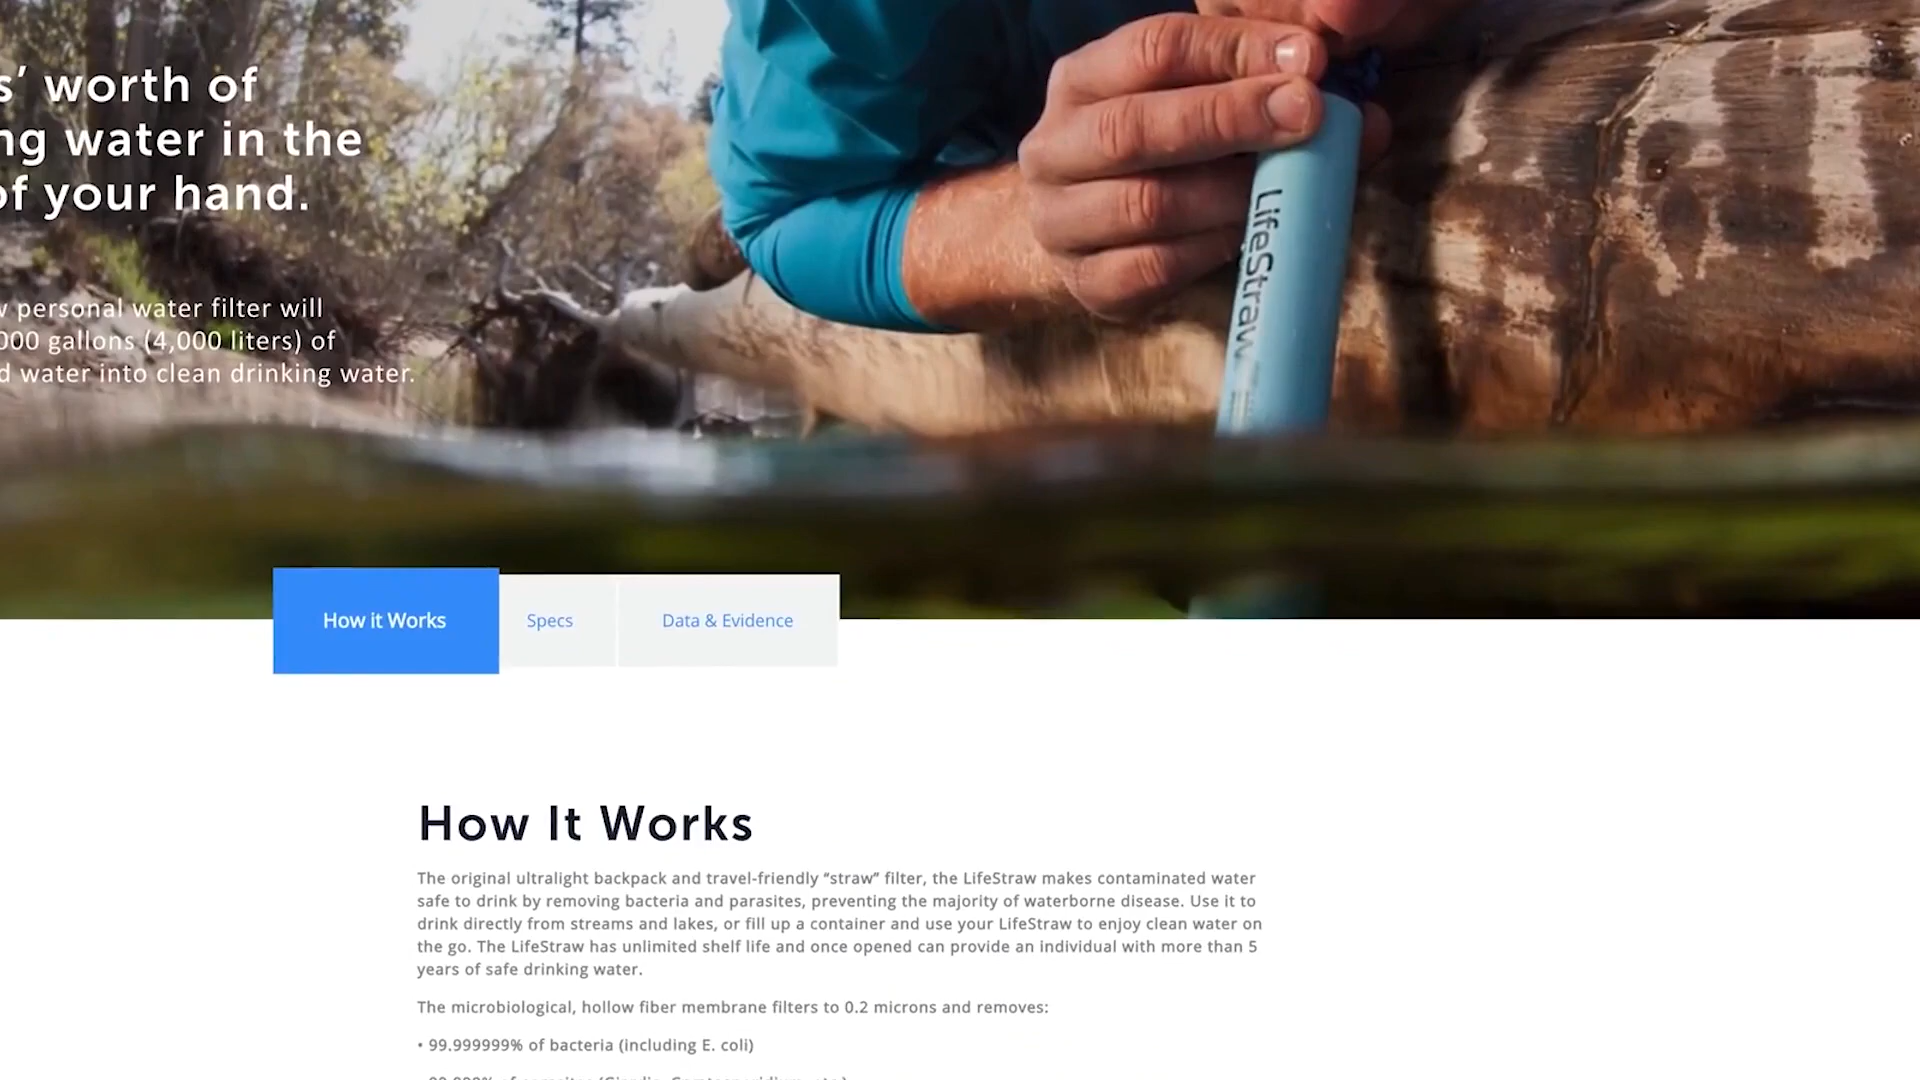 s’ worth of
ng water in the
of your hand.
w personal water filter will
000 gallons (4,000 liters) of
d water into clean drinking water.
LifeStraw
How it Works
Specs
Data & Evidence
How It Works
The original ultralight backpack and travel-friendly “straw” filter, the LifeStraw makes contaminated water
safe to drink by removing bacteria and parasites, preventing the majority of waterborne disease. Use it to
drink directly from streams and lakes, or fill up a container and use your LifeStraw to enjoy clean water on
the go. The LifeStraw has unlimited shelf life and once opened can provide an individual with more than 5
years of safe drinking water.
The microbiological, hollow fiber membrane filters to 0.2 microns and removes:
• 99.999999% of bacteria (including E. coli)